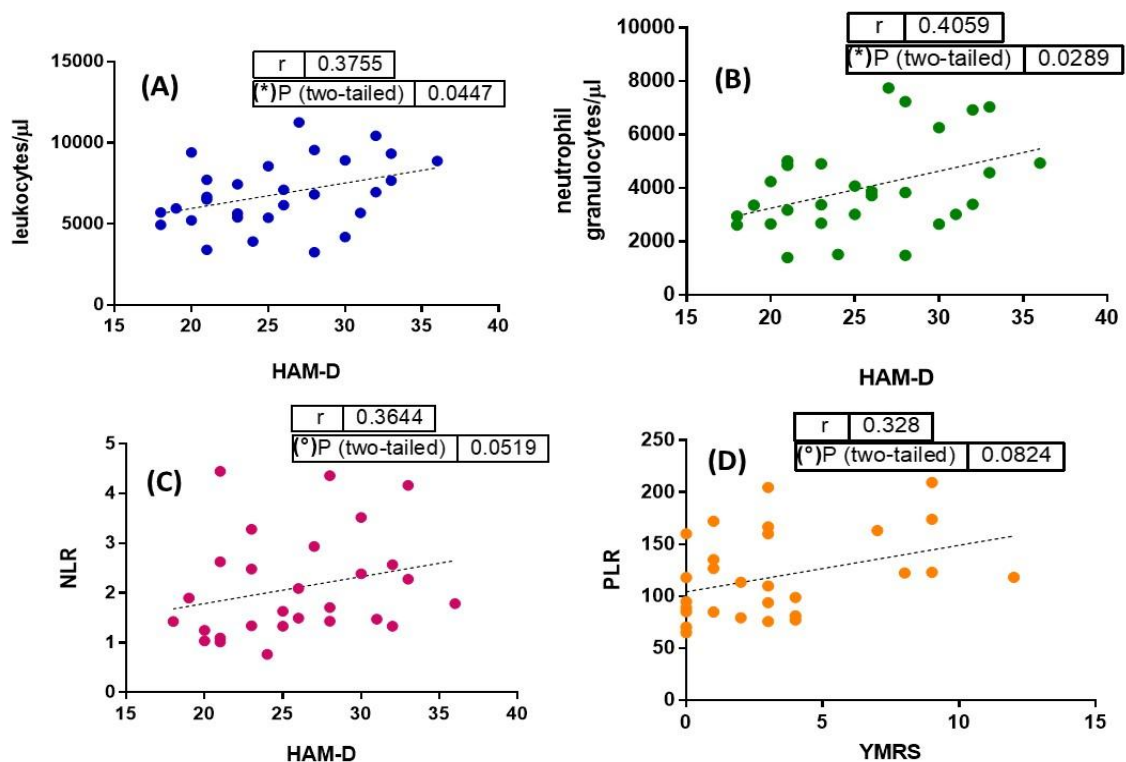 r 0.3755
(*)P (two-tailed) 0.0447
(A)
leukocytes/µl
15000
10000
5000
0
15 20 25 30 35 40
HAM-D
r 0.4059
(*)P (two-tailed) 0.0289
(B)
neutrophil
granulocytes/µl
10000
8000
6000
4000
2000
0
15 20 25 30 35 40
HAM-D
r 0.3644
(°)P (two-tailed) 0.0519
(C)
NLR
5
4
3
2
1
0
15 20 25 30 35 40
HAM-D
r 0.328
(°)P (two-tailed) 0.0824
(D)
PLR
250
200
150
100
50
0
0 5 10 15
YMRS